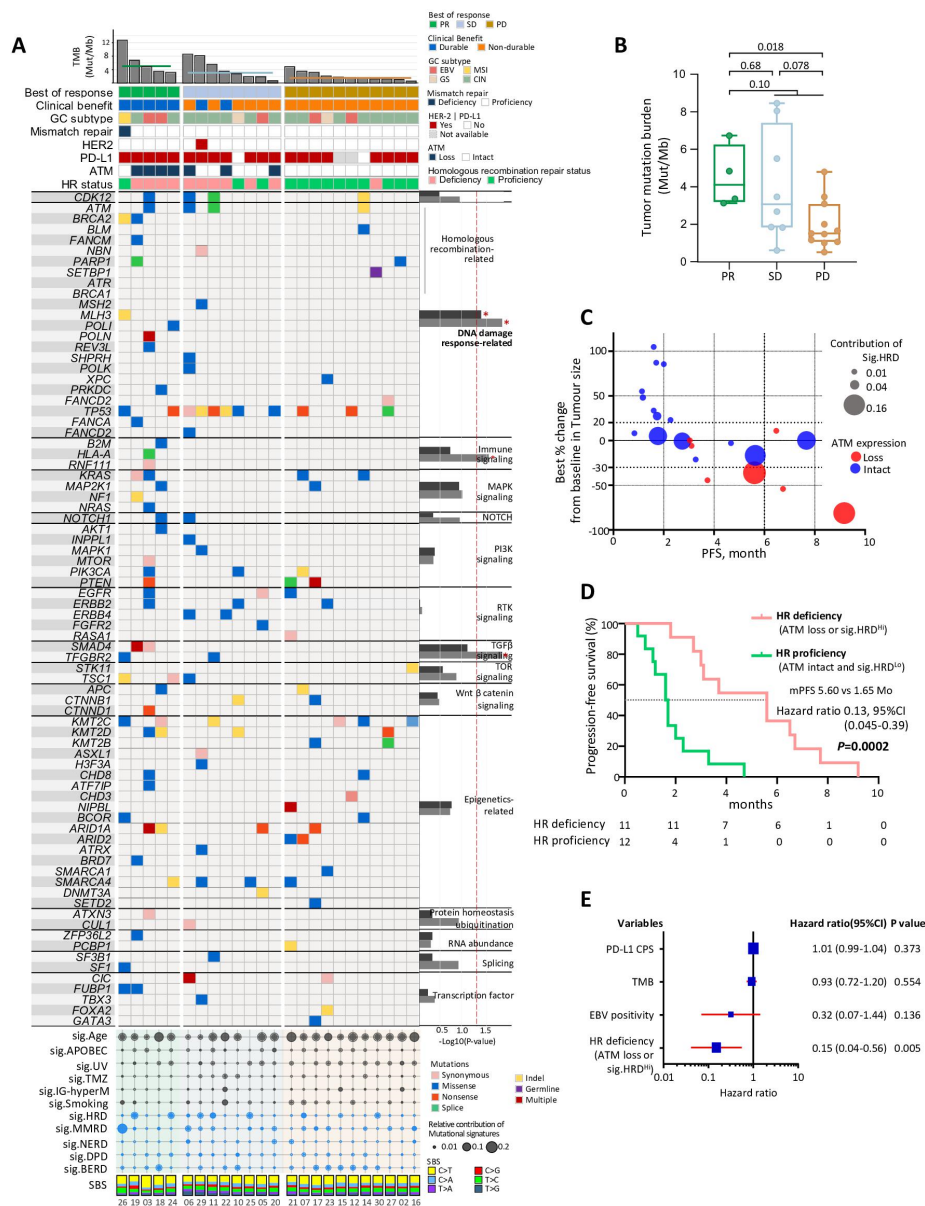 A
TMB
(Mut/Mb)
12
8
4
Best of response
PR SD PD
Clinical Benefit
Durable Non-durable
GC subtype
EBV MSI
GS CIN
Mismatch repair
Deficiency Proficiency
HER-2 | PD-L1
Yes No
Not available
ATM
Loss Intact
Homologous recombination repair status
Deficiency Proficiency
Best of response
Clinical benefit
GC subtype
Mismatch repair
HER2
PD-L1
ATM
HR status
CDK12
ATM
BRCA2
BLM
FANCM
NBN
PARP1
SETBP1
ATR
BRCA1
MSH2
MLH3
POLI
POLN
REV3L
SHPRH
POLK
XPC
PRKDC
FANCD2
TP53
FANCA
FANCD2
B2M
HLA-A
RNF111
KRAS
MAP2K1
NF1
NRAS
NOTCH1
AKT1
INPPL1
MAPK1
MTOR
PIK3CA
PTEN
EGFR
ERBB2
ERBB4
FGFR2
RASA1
SMAD4
TFGBR2
STK11
TSC1
APC
CTNNB1
CTNND1
KMT2C
KMT2D
KMT2B
ASXL1
H3F3A
CHD8
ATF7IP
CHD3
NIPBL
BCOR
ARID1A
ARID2
ATRX
BRD7
SMARCA1
SMARCA4
DNMT3A
SETD2
ATXN3
CUL1
ZFP36L2
PCBP1
SF3B1
SF1
CIC
FUBP1
TBX3
FOXA2
GATA3
Homologous
recombination-
related
*
*
DNA damage
response-related
Immune
signaling
MAPK
signaling
NOTCH
PI3K
signaling
RTK
signaling
TGFβ
signaling
TOR
signaling
Wnt β catenin
signaling
Epigenetics-
related
Protein homeostasis
ubiquitination
RNA abundance
Splicing
Transcription factor
0.5 1.0 1.5
-Log10(P-value)
sig.Age
sig.APOBEC
sig.UV
sig.TMZ
sig.IG-hyperM
sig.Smoking
sig.HRD
sig.MMRD
sig.NERD
sig.DPD
sig.BERD
SBS
26 19 03 18 24 06 29 11 22 10 25 05 20 21 07 17 23 15 12 14 30 27 02 16
Mutations
Synonymous Indel
Missense Germline
Nonsense Multiple
Splice
Relative contribution of
Mutational signatures
0.01 0.1 0.2
SBS
C>T C>G
C>A T>C
T>A T>G
B
0.018
0.68 0.078
0.10
Tumor mutation burden
(Mut/Mb)
10
8
6
4
2
0
PR SD PD
C
Best % change
from baseline in Tumour size
100
50
20
0
-30
-50
-100
0 2 4 6 8 10
PFS, month
Contribution of
Sig.HRD
0.01
0.04
0.16
ATM expression
Loss
Intact
D
Progression-free survival (%)
100
80
60
40
20
0
0 2 4 6 8 10
months
HR deficiency
(ATM loss or sig.HRDHi)
HR proficiency
(ATM intact and sig.HRDLo)
mPFS 5.60 vs 1.65 Mo
Hazard ratio 0.13, 95%CI
(0.045-0.39)
P=0.0002
HR deficiency 11 11 7 6 1 0
HR proficiency 12 4 1 0 0 0
E
Variables Hazard ratio(95%CI) P value
PD-L1 CPS 1.01 (0.99-1.04) 0.373
TMB 0.93 (0.72-1.20) 0.554
EBV positivity 0.32 (0.07-1.44) 0.136
HR deficiency
(ATM loss or
sig.HRDHi) 0.15 (0.04-0.56) 0.005
0.01 0.1 1 10
Hazard ratio